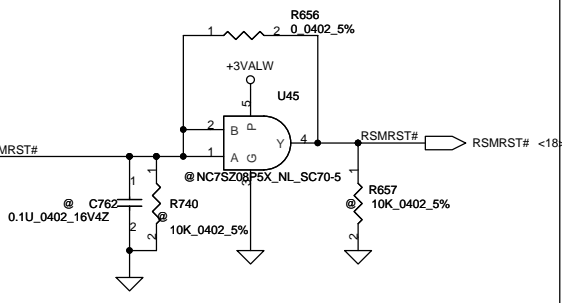 R656
1 2
0_0402_5%
+3VALW
U45
5
2 B P
Y 4 RSMRST# RSMRST# <18>
MRST# 1 A G
@ NC7SZ08P5X_NL_SC70-5
3
1 1 1
@ C762 R740 R657
0.1U_0402_16V4Z @ @ 10K_0402_5%
2 2 10K_0402_5% 2